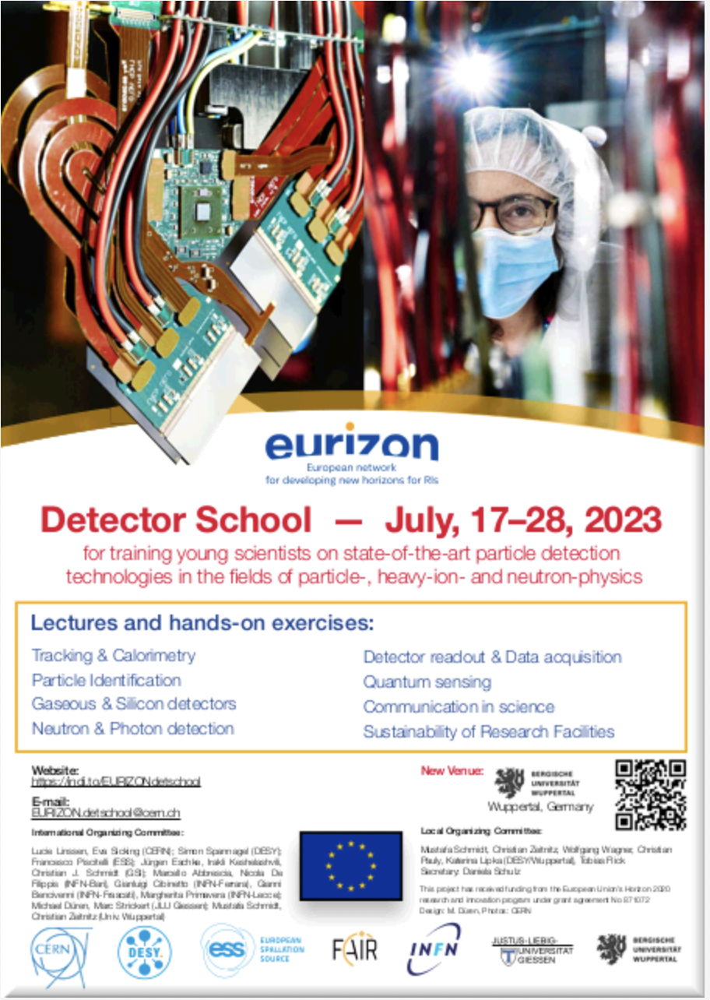 eurizon
European network
for developing new horizons for RIs
Detector School — July, 17–28, 2023
for training young scientists on state-of-the-art particle detection
technologies in the fields of particle-, heavy-ion- and neutron-physics
Lectures and hands-on exercises:
Tracking & Calorimetry
Particle Identification
Gaseous & Silicon detectors
Neutron & Photon detection
Detector readout & Data acquisition
Quantum sensing
Communication in science
Sustainability of Research Facilities
Website:
https://indi.to/EURIZONdetschool
E-mail:
EURIZON.detschool@cern.ch
New Venue:
BERGISCHE
UNIVERSITÄT
WUPPERTAL
Wuppertal, Germany
International Organizing Committee:
Lucie Linssen, Eva Sicking (CERN); Simon Spannagel (DESY);
Francesco Piscitelli (ESS); Jürgen Eschke, Irakli Keshelashvili,
Christian J. Schmidt (GSI); Marcello Abbrescia, Nicola De
Filippis (INFN-Bari), Gianluigi Cibinetto (INFN-Ferrara), Gianni
Bencivenni (INFN-Frascati), Margherita Primavera (INFN-Lecce);
Michael Düren, Marc Strickert (JLU Giessen); Mustafa Schmidt,
Christian Zeitnitz (Univ. Wuppertal)
Local Organizing Committee:
Mustafa Schmidt, Christian Zeitnitz, Wolfgang Wagner, Christian
Pauly, Katerina Lipka (DESY/Wuppertal), Tobias Flick
Secretary: Daniela Schulz
This project has received funding from the European Union's Horizon 2020
research and innovation program under grant agreement No 871072
Design: M. Düren, Photos: CERN
CERN
DESY.
ess
EUROPEAN
SPALLATION
SOURCE
FAIR
INFN
JUSTUS-LIEBIG-
UNIVERSITÄT
GIESSEN
BERGISCHE
UNIVERSITÄT
WUPPERTAL